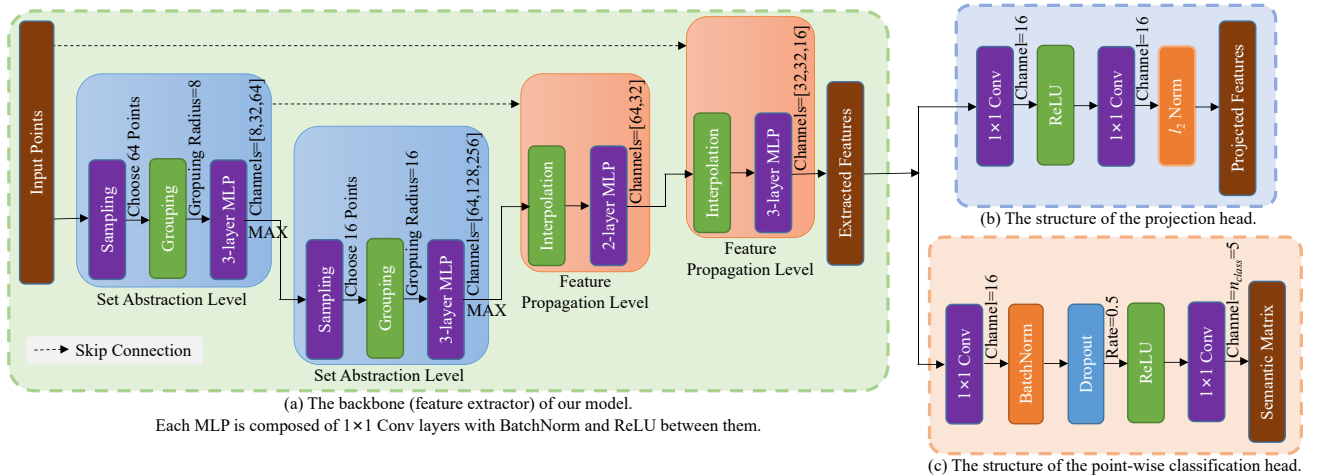 Input Points
Sampling
Choose 64 Points
Grouping
Gropuing Radius=8
3-layer MLP
Channels=[8,32,64]
MAX
Set Abstraction Level
Sampling
Choose 16 Points
Grouping
Gropuing Radius=16
3-layer MLP
Channels=[64,128,256]
MAX
Set Abstraction Level
Interpolation
2-layer MLP
Channels=[64,32]
Feature
Propagation Level
Interpolation
3-layer MLP
Channels=[32,32,16]
Feature
Propagation Level
Extracted Features
Skip Connection
(a) The backbone (feature extractor) of our model.
Each MLP is composed of 1×1 Conv layers with BatchNorm and ReLU between them.
1×1 Conv
Channel=16
ReLU
1×1 Conv
Channel=16
l2 Norm
Projected Features
(b) The structure of the projection head.
1×1 Conv
Channel=16
BatchNorm
Dropout
Rate=0.5
ReLU
1×1 Conv
Channel=nclass=5
Semantic Matrix
(c) The structure of the point-wise classification head.